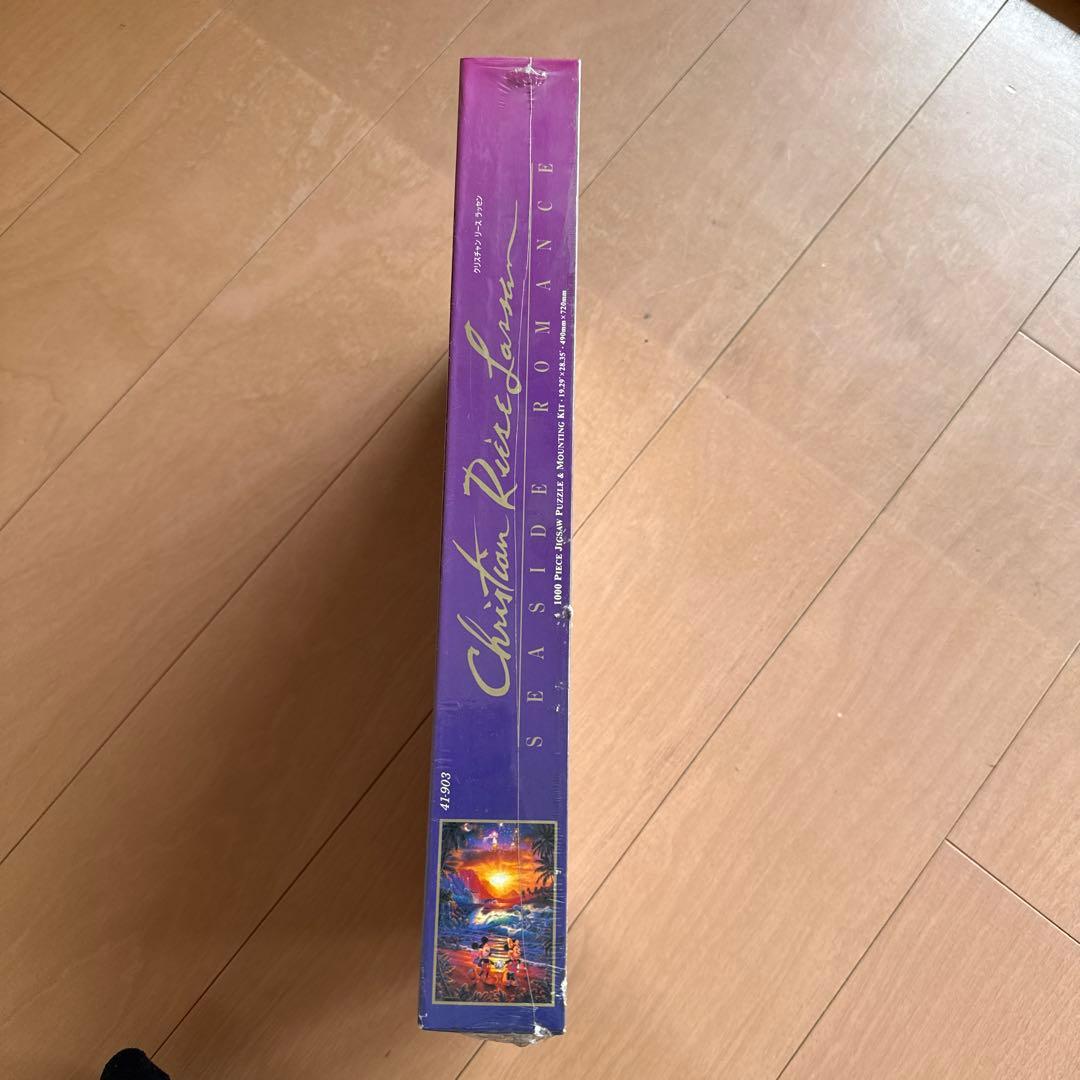 クリスチャン リース ラッセン
Christian Riese Lassen
SEASIDE ROMANCE
1000 PIECE JIGSAW PUZZLE & MOUNTING KIT · 19.29" × 28.35" · 490mm × 720mm
41-903